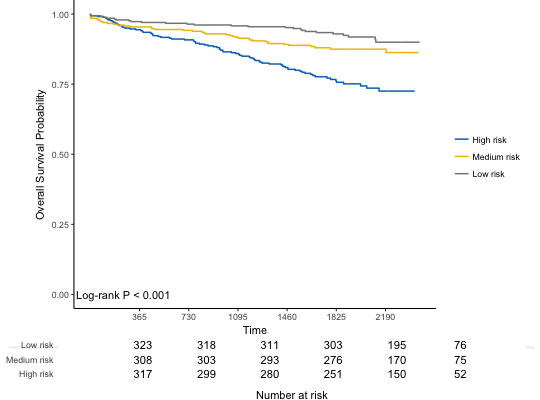 1.00
0.75
0.50
0.25
0.00
Overall Survival Probability
High risk
Medium risk
Low risk
Log-rank P < 0.001
365 730 1095 1460 1825 2190
Time
Low risk 323 318 311 303 195 76
Medium risk 308 303 293 276 170 75
High risk 317 299 280 251 150 52
Number at risk